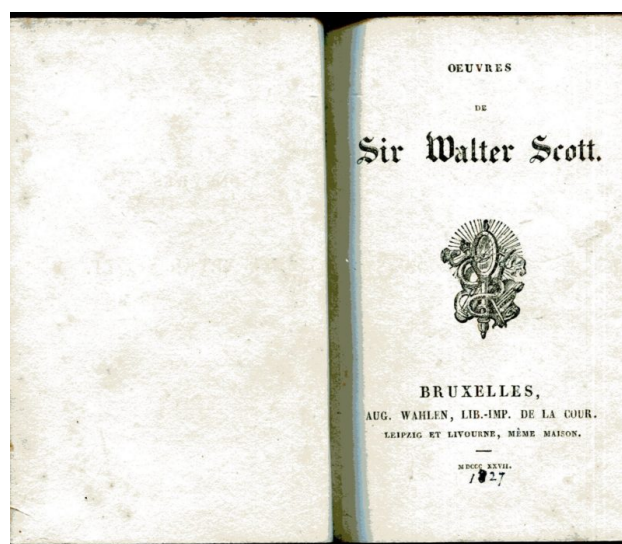 OEUVRES
DE
Sir Walter Scott.
BRUXELLES,
AUG. WAHLEN, LIB.-IMP. DE LA COUR.
LEIPZIG ET LIVOURNE, MÊME MAISON.
MDCCC XXVII.
1827